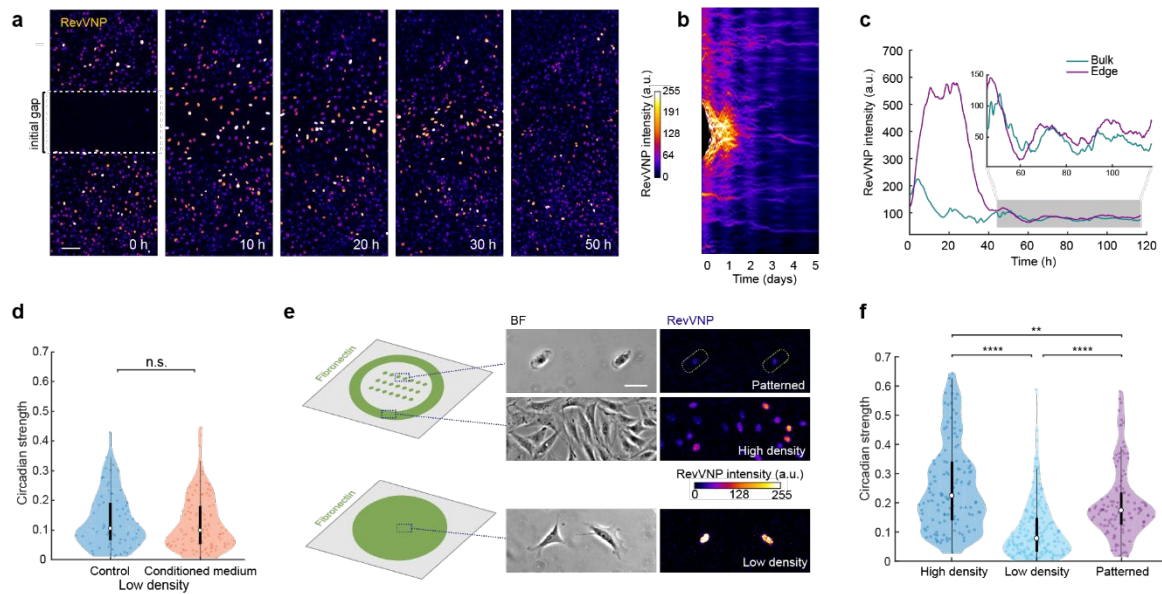 a
RevVNP
initial gap
0 h
10 h
20 h
30 h
50 h
RevVNP intensity (a.u.)
255
191
128
64
0
b
0 1 2 3 4 5
Time (days)
c
RevVNP intensity (a.u.)
700
600
500
400
300
200
100
0 20 40 60 80 100 120
Time (h)
Bulk
Edge
150
100
50
60 80 100
d
Circadian strength
0.7
0.6
0.5
0.4
0.3
0.2
0.1
0
n.s.
Control Conditioned medium
Low density
e
BF
RevVNP
Fibronectin
Patterned
High density
RevVNP intensity (a.u.)
0 128 255
Fibronectin
Low density
f
Circadian strength
0.7
0.6
0.5
0.4
0.3
0.2
0.1
0
**
**** ****
High density Low density Patterned